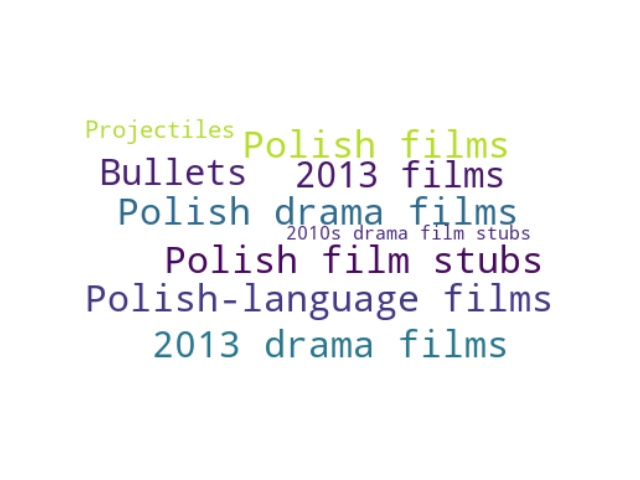 Projectiles
Polish films
Bullets
2013 films
Polish drama films
2010s drama film stubs
Polish film stubs
Polish-language films
2013 drama films